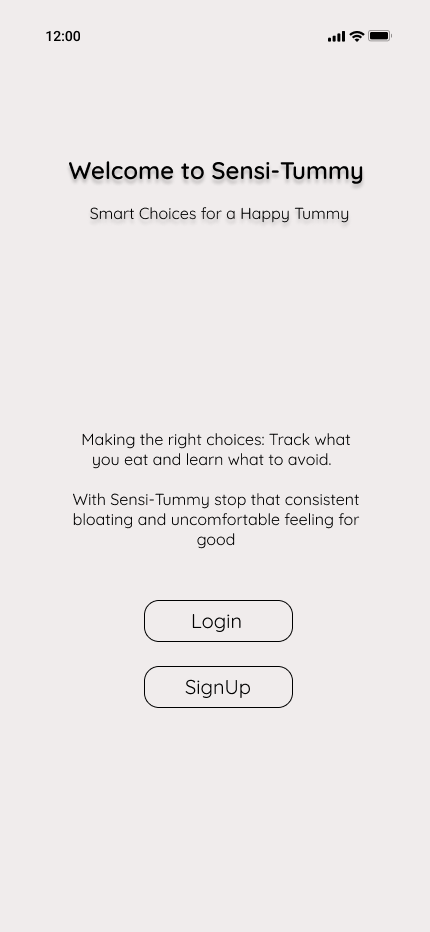 12:00
Welcome to Sensi-Tummy
Smart Choices for a Happy Tummy
Making the right choices: Track what
you eat and learn what to avoid.
With Sensi-Tummy stop that consistent
bloating and uncomfortable feeling for
good
Login
SignUp